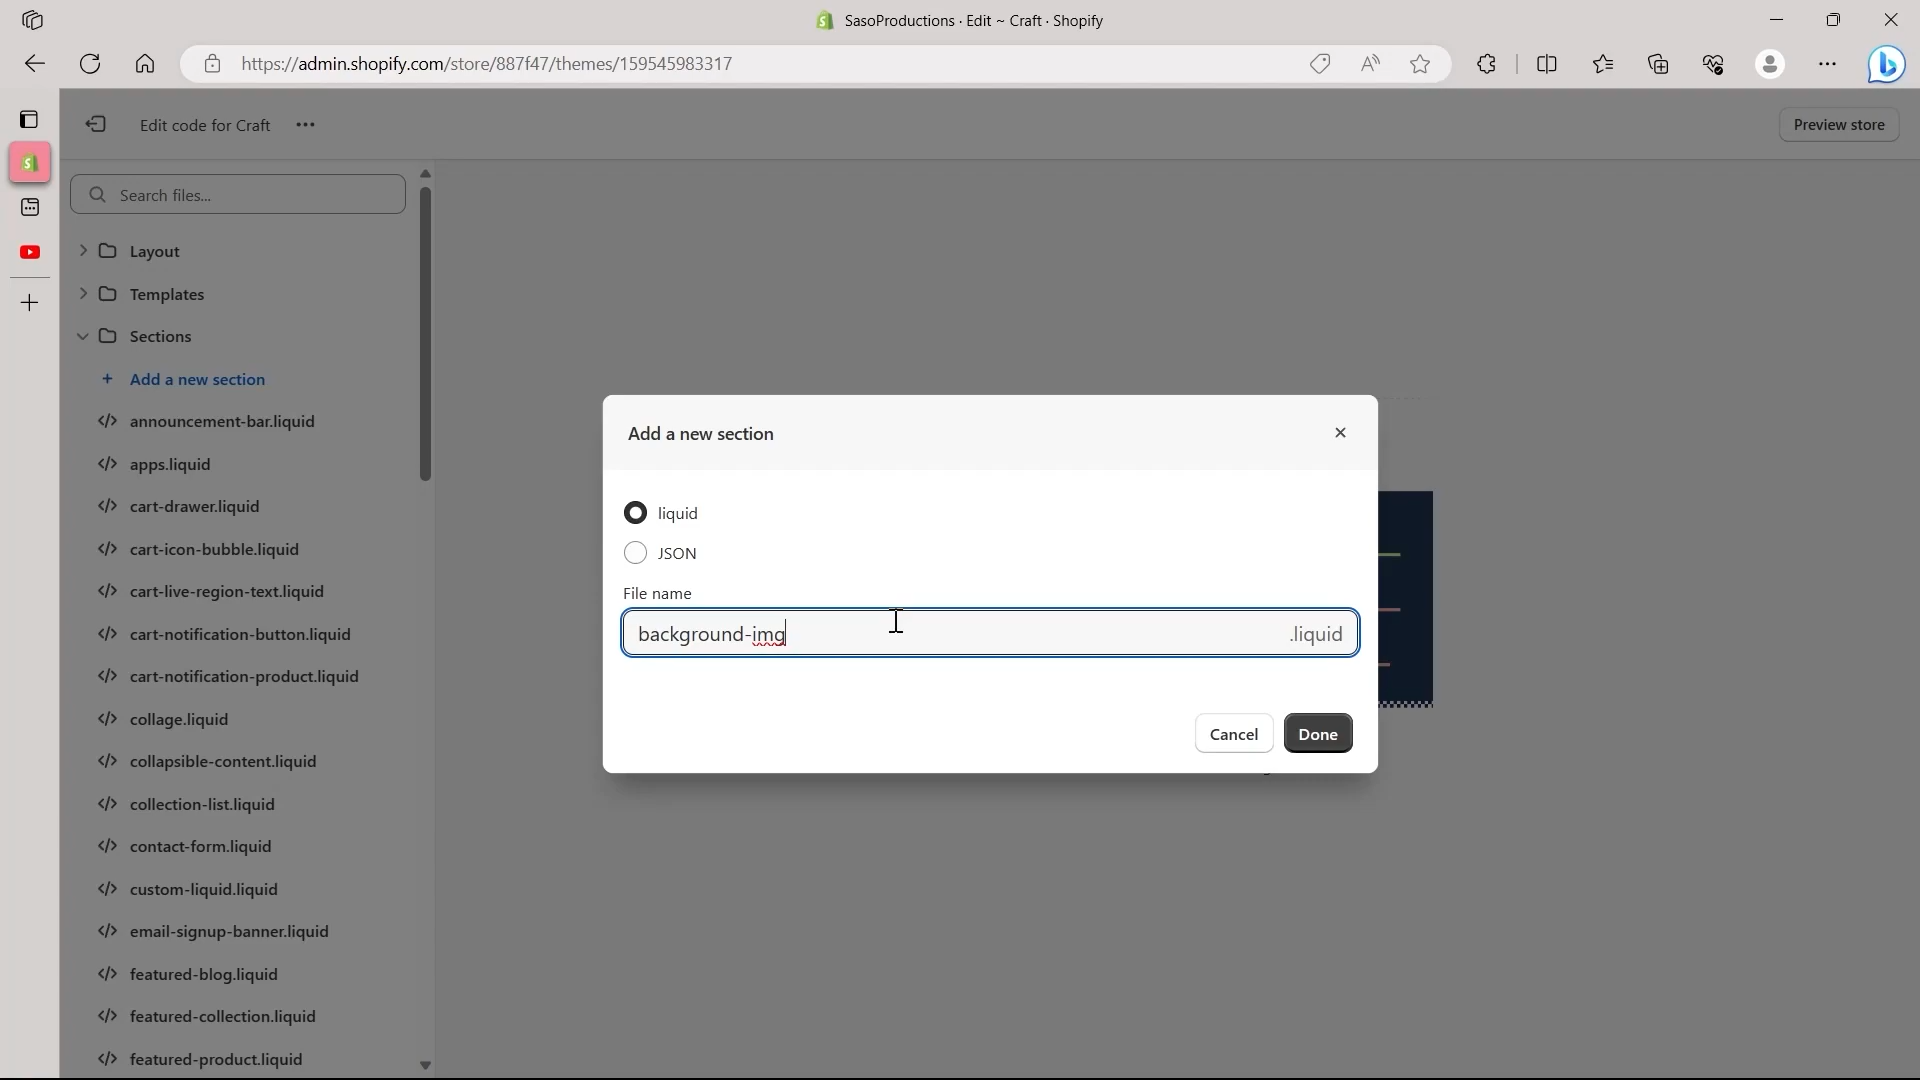 SasoProductions · Edit ~ Craft · Shopify
https://admin.shopify.com/store/887f47/themes/159545983317
Edit code for Craft
Preview store
Search files...
Layout
Templates
Sections
+ Add a new section
announcement-bar.liquid
apps.liquid
cart-drawer.liquid
cart-icon-bubble.liquid
cart-live-region-text.liquid
cart-notification-button.liquid
cart-notification-product.liquid
collage.liquid
collapsible-content.liquid
collection-list.liquid
contact-form.liquid
custom-liquid.liquid
email-signup-banner.liquid
featured-blog.liquid
featured-collection.liquid
featured-product.liquid
Add a new section
liquid
JSON
File name
background-img .liquid
Cancel Done